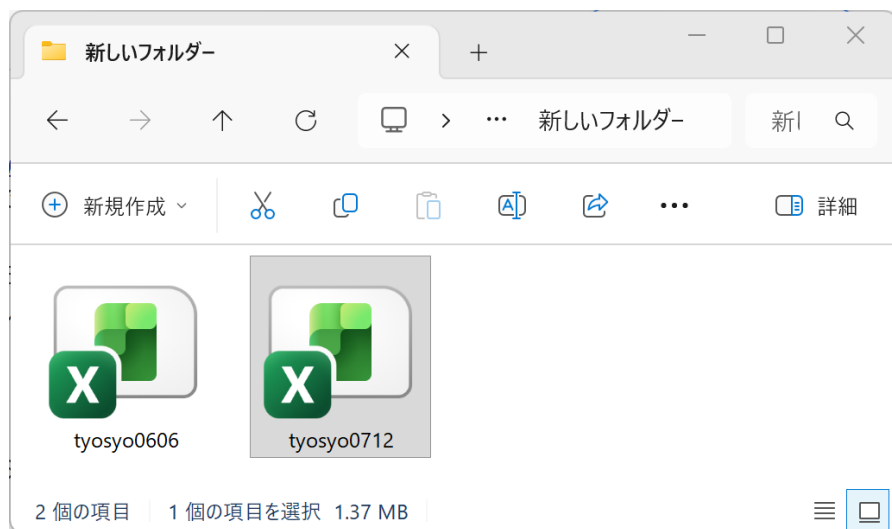 新しいフォルダー
新しいフォルダー 新し
新規作成 詳細
tyosyo0606 tyosyo0712
2 個の項目 1 個の項目を選択 1.37 MB